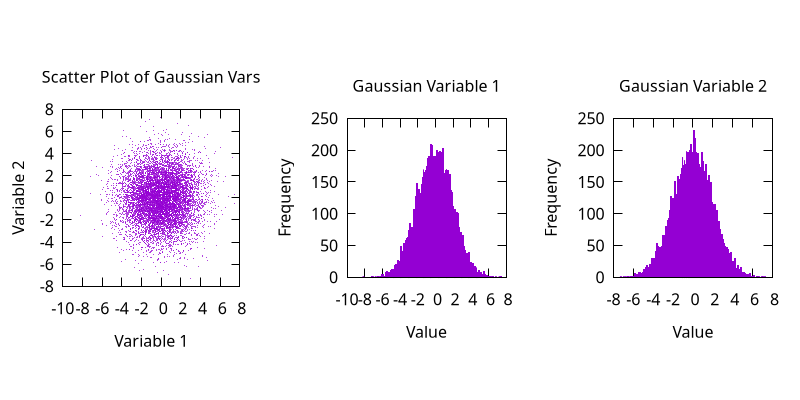 Scatter Plot of Gaussian Vars
8
6
4
2
0
-2
-4
-6
-8
-10 -8 -6 -4 -2 0 2 4 6 8
Variable 2
Variable 1
Gaussian Variable 1
250
200
150
100
50
0
-10 -8 -6 -4 -2 0 2 4 6 8
Frequency
Value
Gaussian Variable 2
250
200
150
100
50
0
-8 -6 -4 -2 0 2 4 6 8
Frequency
Value